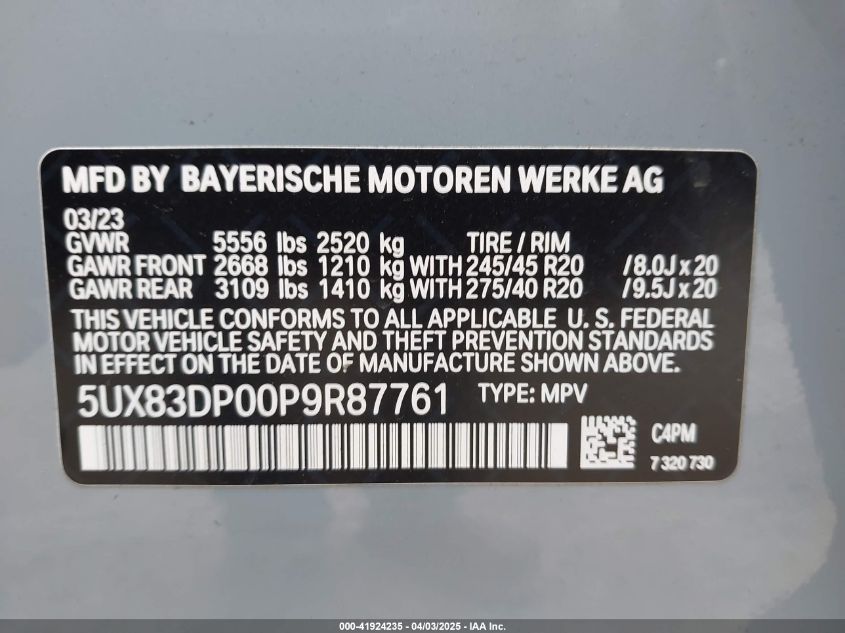 MFD BY BAYERISCHE MOTOREN WERKE AG
03/23
GVWR 5556 lbs 2520 kg TIRE / RIM
GAWR FRONT 2668 lbs 1210 kg WITH 245/45 R20 /8.0J x 20
GAWR REAR 3109 lbs 1410 kg WITH 275/40 R20 /9.5J x 20
THIS VEHICLE CONFORMS TO ALL APPLICABLE U. S. FEDERAL
MOTOR VEHICLE SAFETY AND THEFT PREVENTION STANDARDS
IN EFFECT ON THE DATE OF MANUFACTURE SHOWN ABOVE.
5UX83DP00P9R87761 TYPE: MPV
C4PM
7 320 730
000-41924235 - 04/03/2025 - IAA Inc.